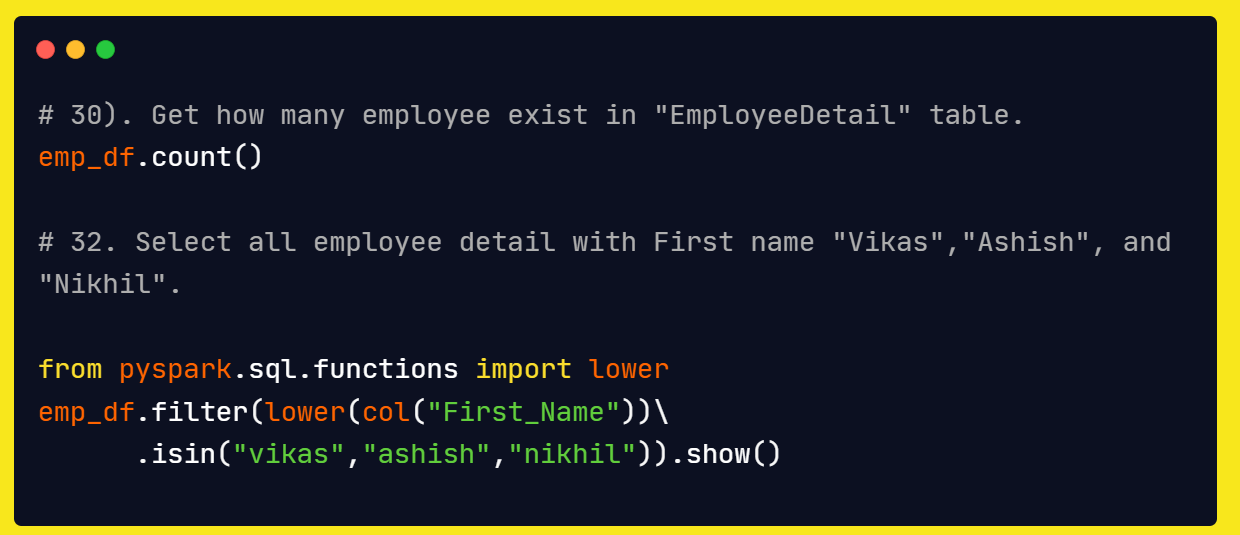 # 30). Get how many employee exist in "EmployeeDetail" table.
emp_df.count()
# 32. Select all employee detail with First name "Vikas","Ashish", and
"Nikhil".
from pyspark.sql.functions import lower
emp_df.filter(lower(col("First_Name"))\
      .isin("vikas","ashish","nikhil")).show()